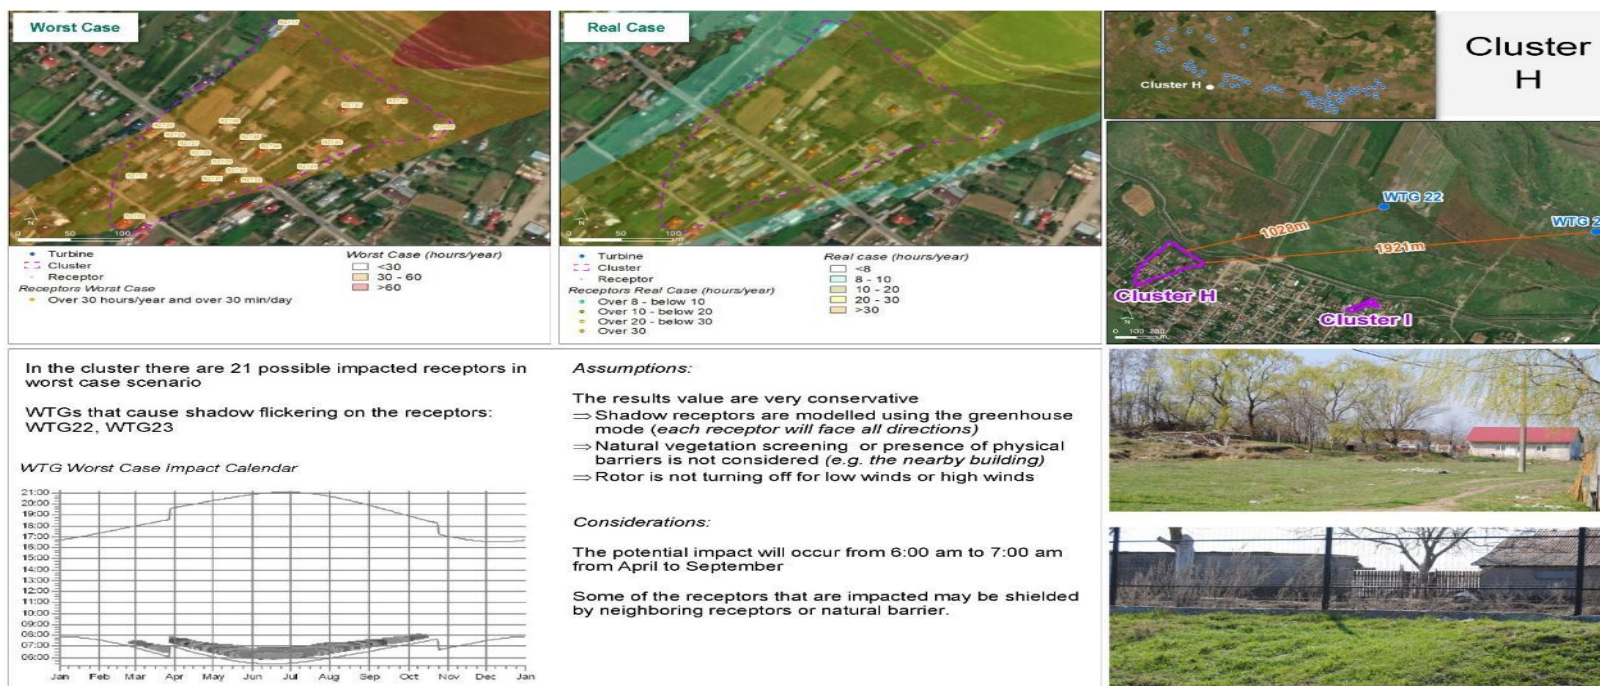 Worst Case
0 50 100
Turbine
Cluster
Receptor
Receptors Worst Case
Over 30 hours/year and over 30 min/day
Worst Case (hours/year)
<30
30 - 60
>60
Real Case
0 50 100
Turbine
Cluster
Receptor
Receptors Real Case (hours/year)
Over 8 - below 10
Over 10 - below 20
Over 20 - below 30
Over 30
Real case (hours/year)
<8
8 - 10
10 - 20
20 - 30
>30
Cluster H
Cluster
H
WTG 22
WTG 2
1028m
1921m
Cluster H
Cluster I
In the cluster there are 21 possible impacted receptors in
worst case scenario
WTGs that cause shadow flickering on the receptors:
WTG22, WTG23
WTG Worst Case Impact Calendar
21:00
20:00
19:00
18:00
17:00
16:00
15:00
14:00
13:00
12:00
11:00
10:00
09:00
08:00
07:00
06:00
Jan Feb Mar Apr May Jun Jul Aug Sep Oct Nov Dec Jan
Assumptions:
The results value are very conservative
⇒ Shadow receptors are modelled using the greenhouse
mode (each receptor will face all directions)
⇒ Natural vegetation screening or presence of physical
barriers is not considered (e.g. the nearby building)
⇒ Rotor is not turning off for low winds or high winds
Considerations:
The potential impact will occur from 6:00 am to 7:00 am
from April to September
Some of the receptors that are impacted may be shielded
by neighboring receptors or natural barrier.